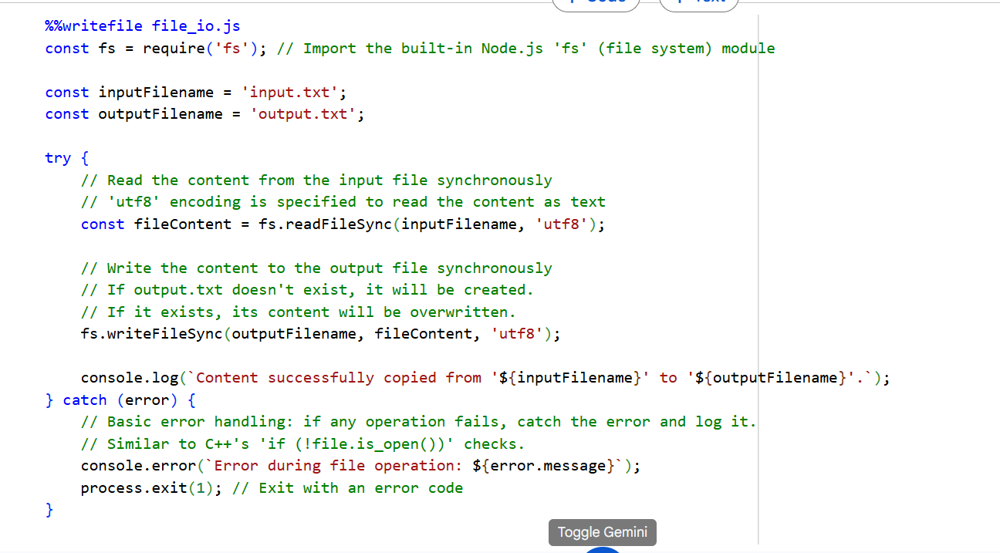 + Code + Text
%%writefile file_io.js
const fs = require('fs'); // Import the built-in Node.js 'fs' (file system) module
const inputFilename = 'input.txt';
const outputFilename = 'output.txt';
try {
    // Read the content from the input file synchronously
    // 'utf8' encoding is specified to read the content as text
    const fileContent = fs.readFileSync(inputFilename, 'utf8');
    // Write the content to the output file synchronously
    // If output.txt doesn't exist, it will be created.
    // If it exists, its content will be overwritten.
    fs.writeFileSync(outputFilename, fileContent, 'utf8');
    console.log(`Content successfully copied from '${inputFilename}' to '${outputFilename}'.`);
} catch (error) {
    // Basic error handling: if any operation fails, catch the error and log it.
    // Similar to C++'s 'if (!file.is_open())' checks.
    console.error(`Error during file operation: ${error.message}`);
    process.exit(1); // Exit with an error code
}
Toggle Gemini